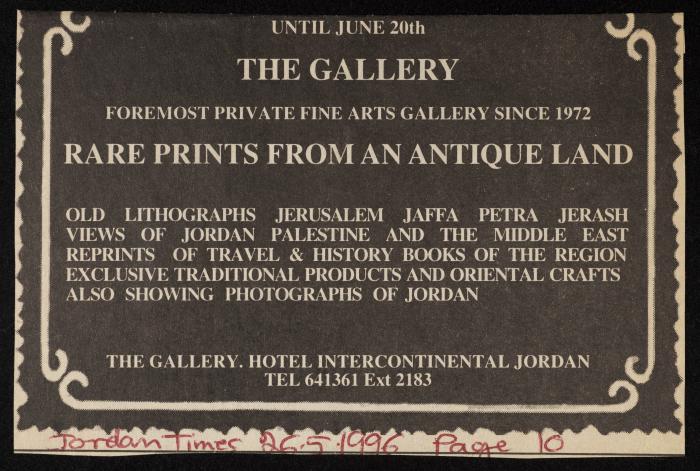 UNTIL JUNE 20th
THE GALLERY
FOREMOST PRIVATE FINE ARTS GALLERY SINCE 1972
RARE PRINTS FROM AN ANTIQUE LAND
OLD LITHOGRAPHS JERUSALEM JAFFA PETRA JERASH
VIEWS OF JORDAN PALESTINE AND THE MIDDLE EAST
REPRINTS OF TRAVEL & HISTORY BOOKS OF THE REGION
EXCLUSIVE TRADITIONAL PRODUCTS AND ORIENTAL CRAFTS
ALSO SHOWING PHOTOGRAPHS OF JORDAN
THE GALLERY. HOTEL INTERCONTINENTAL JORDAN
TEL 641361 Ext 2183
Jordan Times 26.5.1996 Page 10